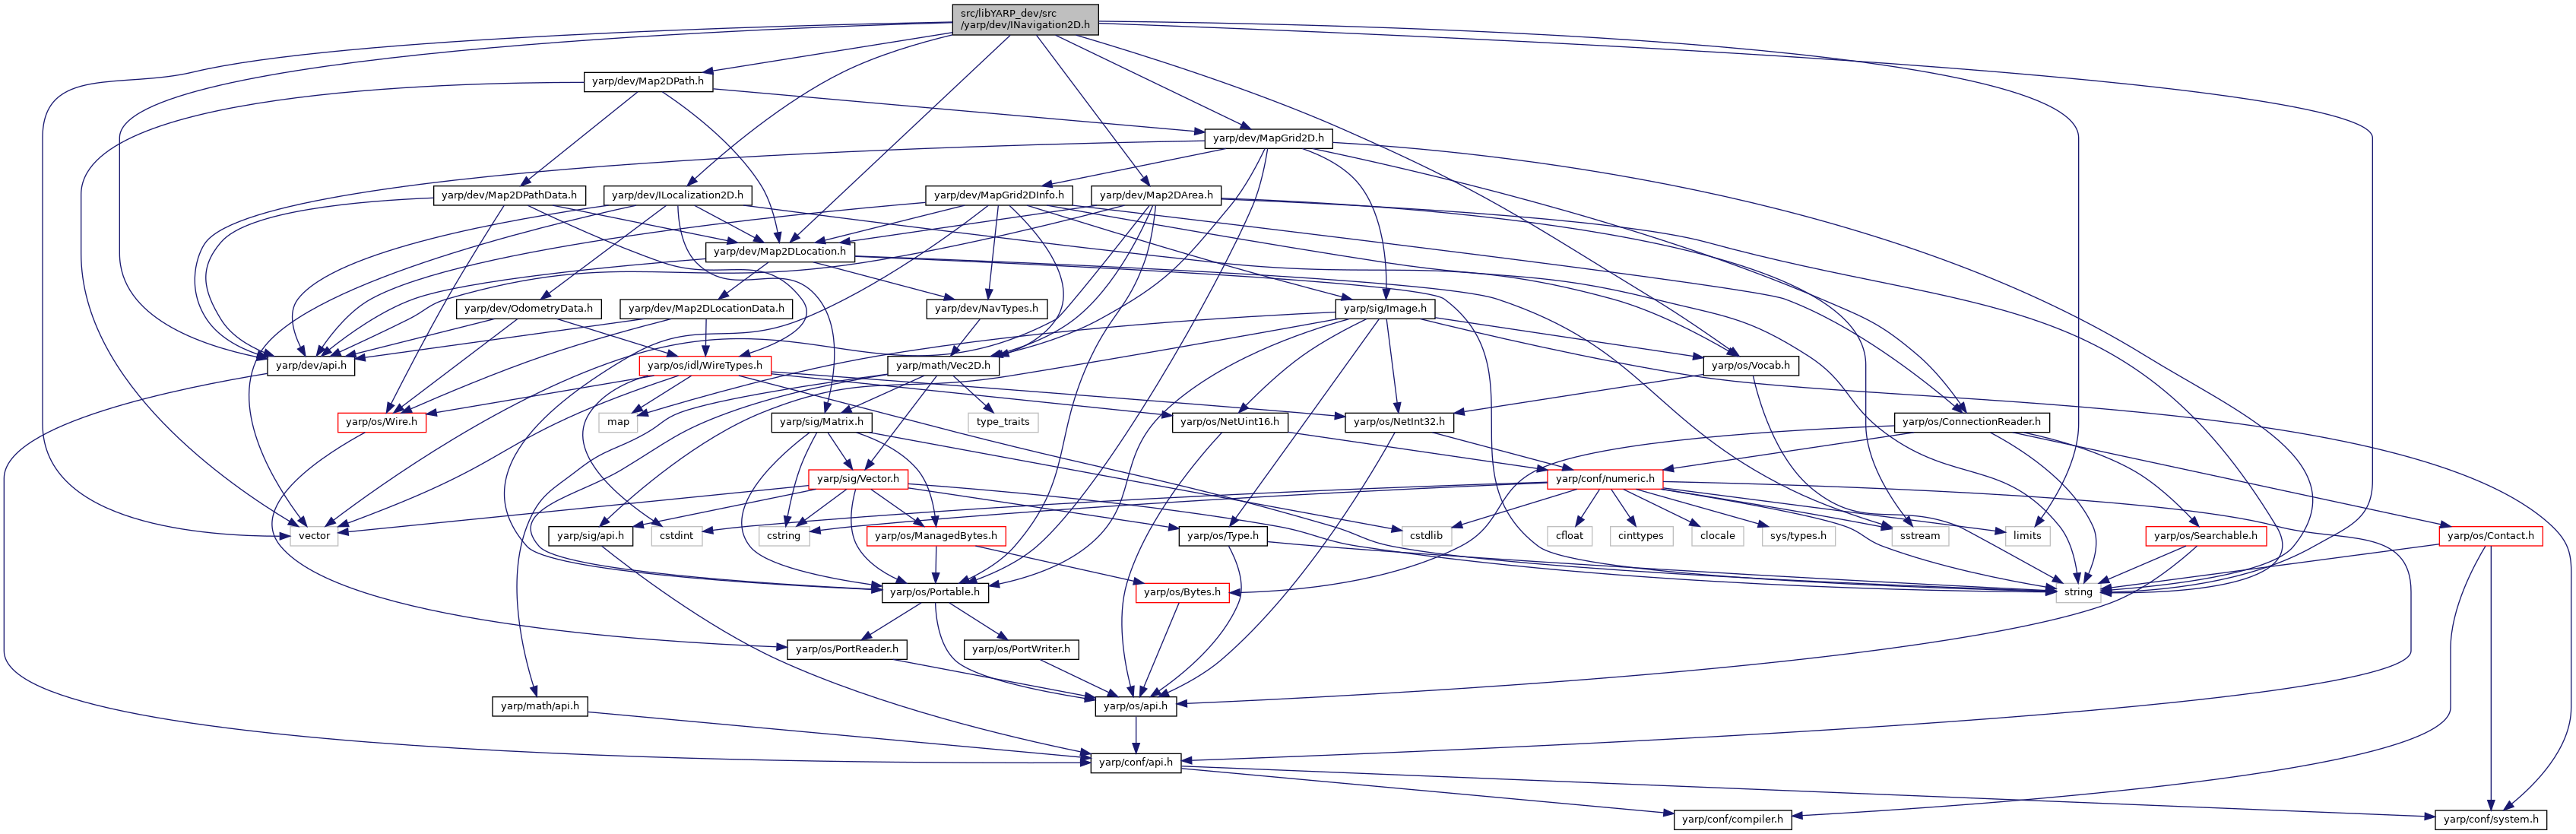 src/libYARP_dev/src
/yarp/dev/INavigation2D.h
yarp/dev/Map2DPath.h
yarp/dev/MapGrid2D.h
yarp/dev/Map2DPathData.h
yarp/dev/ILocalization2D.h
yarp/dev/MapGrid2DInfo.h
yarp/dev/Map2DArea.h
yarp/dev/Map2DLocation.h
yarp/dev/OdometryData.h
yarp/dev/Map2DLocationData.h
yarp/dev/NavTypes.h
yarp/sig/Image.h
yarp/dev/api.h
yarp/os/idl/WireTypes.h
yarp/math/Vec2D.h
yarp/os/Vocab.h
yarp/os/Wire.h
map
yarp/sig/Matrix.h
type_traits
yarp/os/NetUint16.h
yarp/os/NetInt32.h
yarp/os/ConnectionReader.h
yarp/sig/Vector.h
yarp/conf/numeric.h
vector
yarp/sig/api.h
cstdint
cstring
yarp/os/ManagedBytes.h
yarp/os/Type.h
cstdlib
cfloat
cinttypes
clocale
sys/types.h
sstream
limits
yarp/os/Searchable.h
yarp/os/Contact.h
yarp/os/Portable.h
yarp/os/Bytes.h
string
yarp/os/PortReader.h
yarp/os/PortWriter.h
yarp/math/api.h
yarp/os/api.h
yarp/conf/api.h
yarp/conf/compiler.h
yarp/conf/system.h